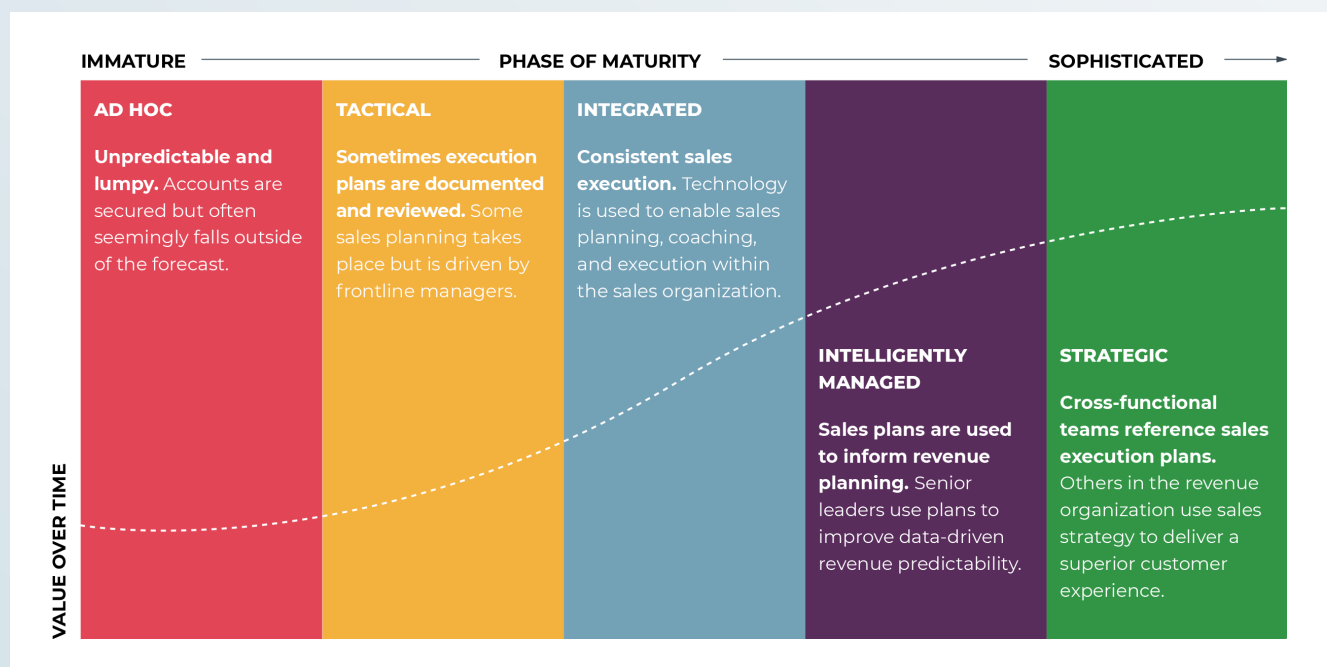 IMMATURE
PHASE OF MATURITY
SOPHISTICATED
AD HOC
Unpredictable and
lumpy. Accounts are
secured but often
seemingly falls outside
of the forecast.
TACTICAL
Sometimes execution
plans are documented
and reviewed. Some
sales planning takes
place but is driven by
frontline managers.
INTEGRATED
Consistent sales
execution. Technology
is used to enable sales
planning, coaching,
and execution within
the sales organization.
INTELLIGENTLY
MANAGED
Sales plans are used
to inform revenue
planning. Senior
leaders use plans to
improve data-driven
revenue predictability.
STRATEGIC
Cross-functional
teams reference sales
execution plans.
Others in the revenue
organization use sales
strategy to deliver a
superior customer
experience.
VALUE OVER TIME